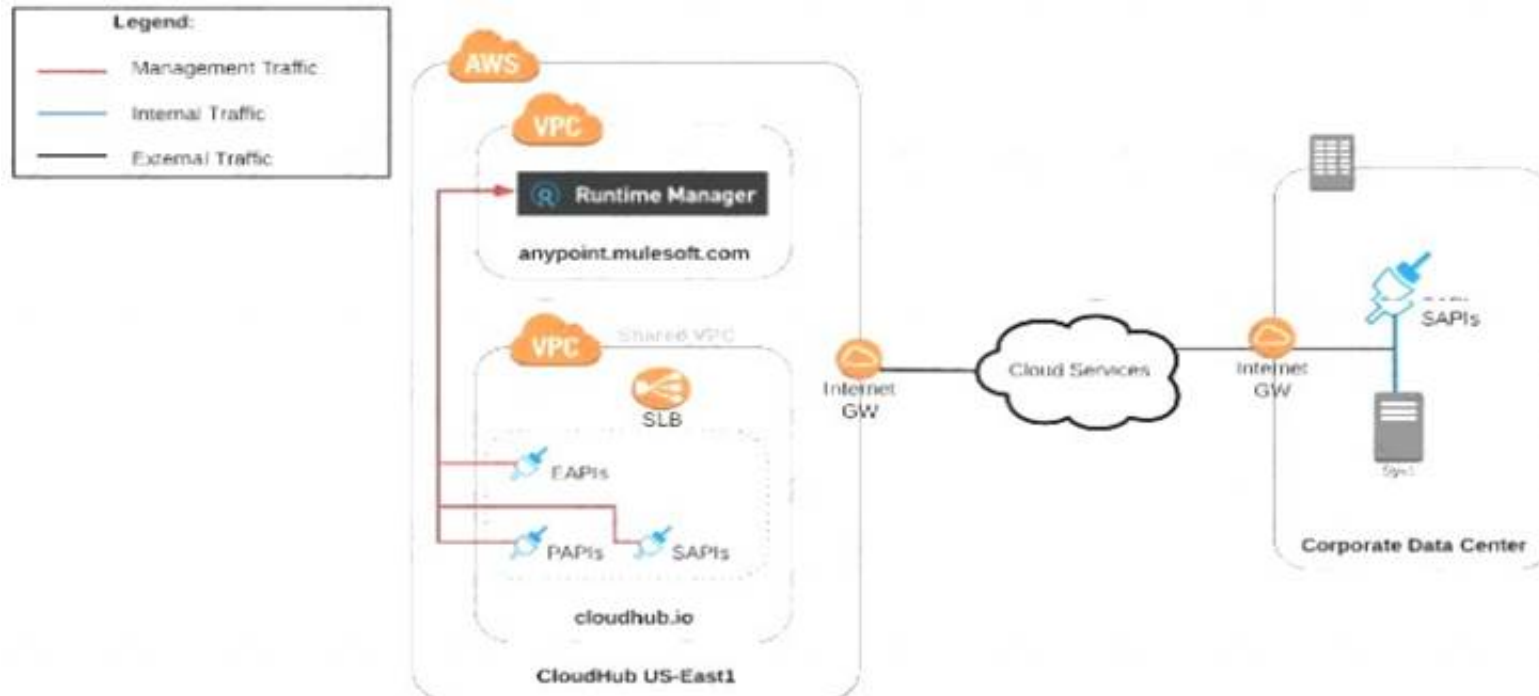 Legend:
Management Traffic
Internal Traffic
External Traffic
AWS
VPC
Runtime Manager
anypoint.mulesoft.com
VPC
Shared VPC
SLB
EAPIs
PAPIs
SAPIs
cloudhub.io
CloudHub US-East1
Internet
GW
Cloud Services
Internet
GW
SAPIs
Corporate Data Center